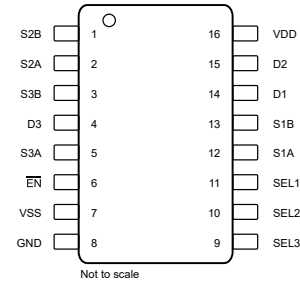 S2B 1 16 VDD
S2A 2 15 D2
S3B 3 14 D1
D3 4 13 S1B
S3A 5 12 S1A
E̅N̅ 6 11 SEL1
VSS 7 10 SEL2
GND 8 9 SEL3
Not to scale